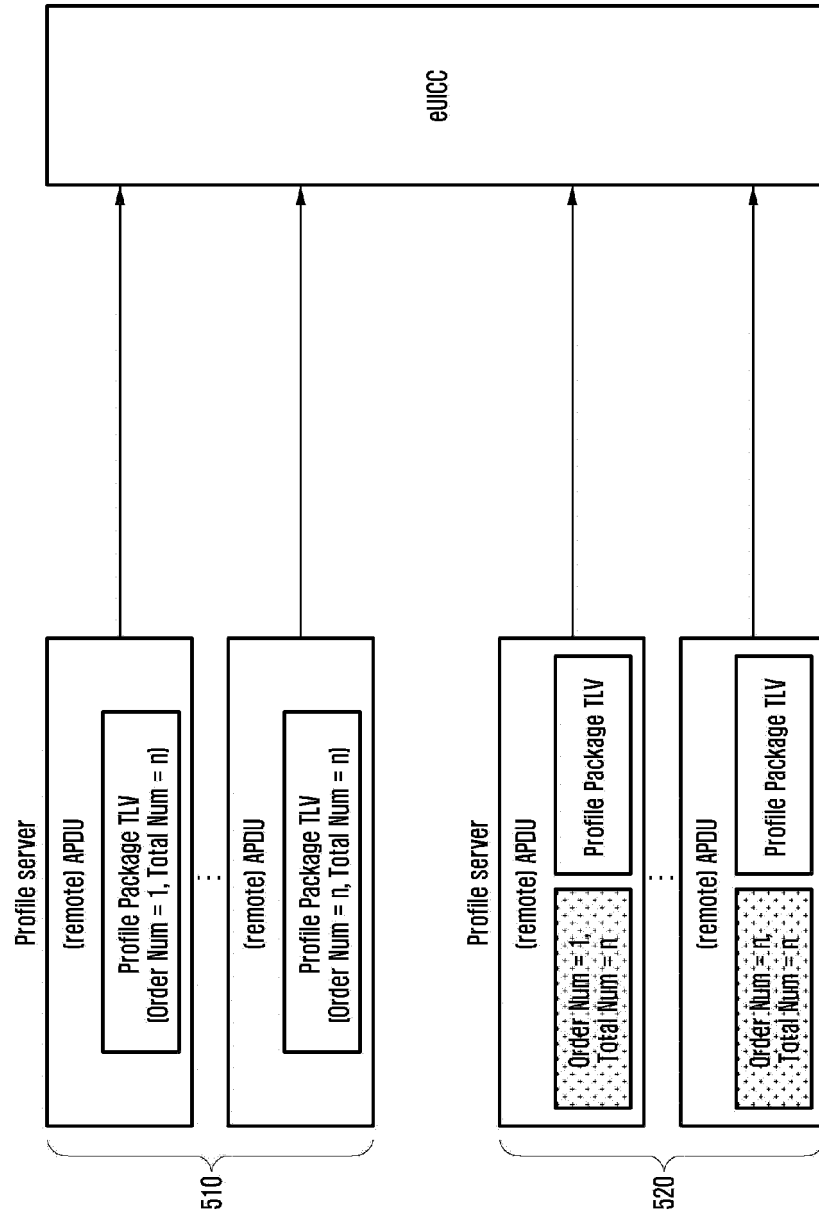 510
Profile server
(remote) APDU
Profile Package TLV
(Order Num = 1, Total Num = n)
...
(remote) APDU
Profile Package TLV
(Order Num = n, Total Num = n)
520
Profile server
(remote) APDU
Order Num = 1,
Total Num = n
Profile Package TLV
...
(remote) APDU
Order Num = n,
Total Num = n
Profile Package TLV
eUICC